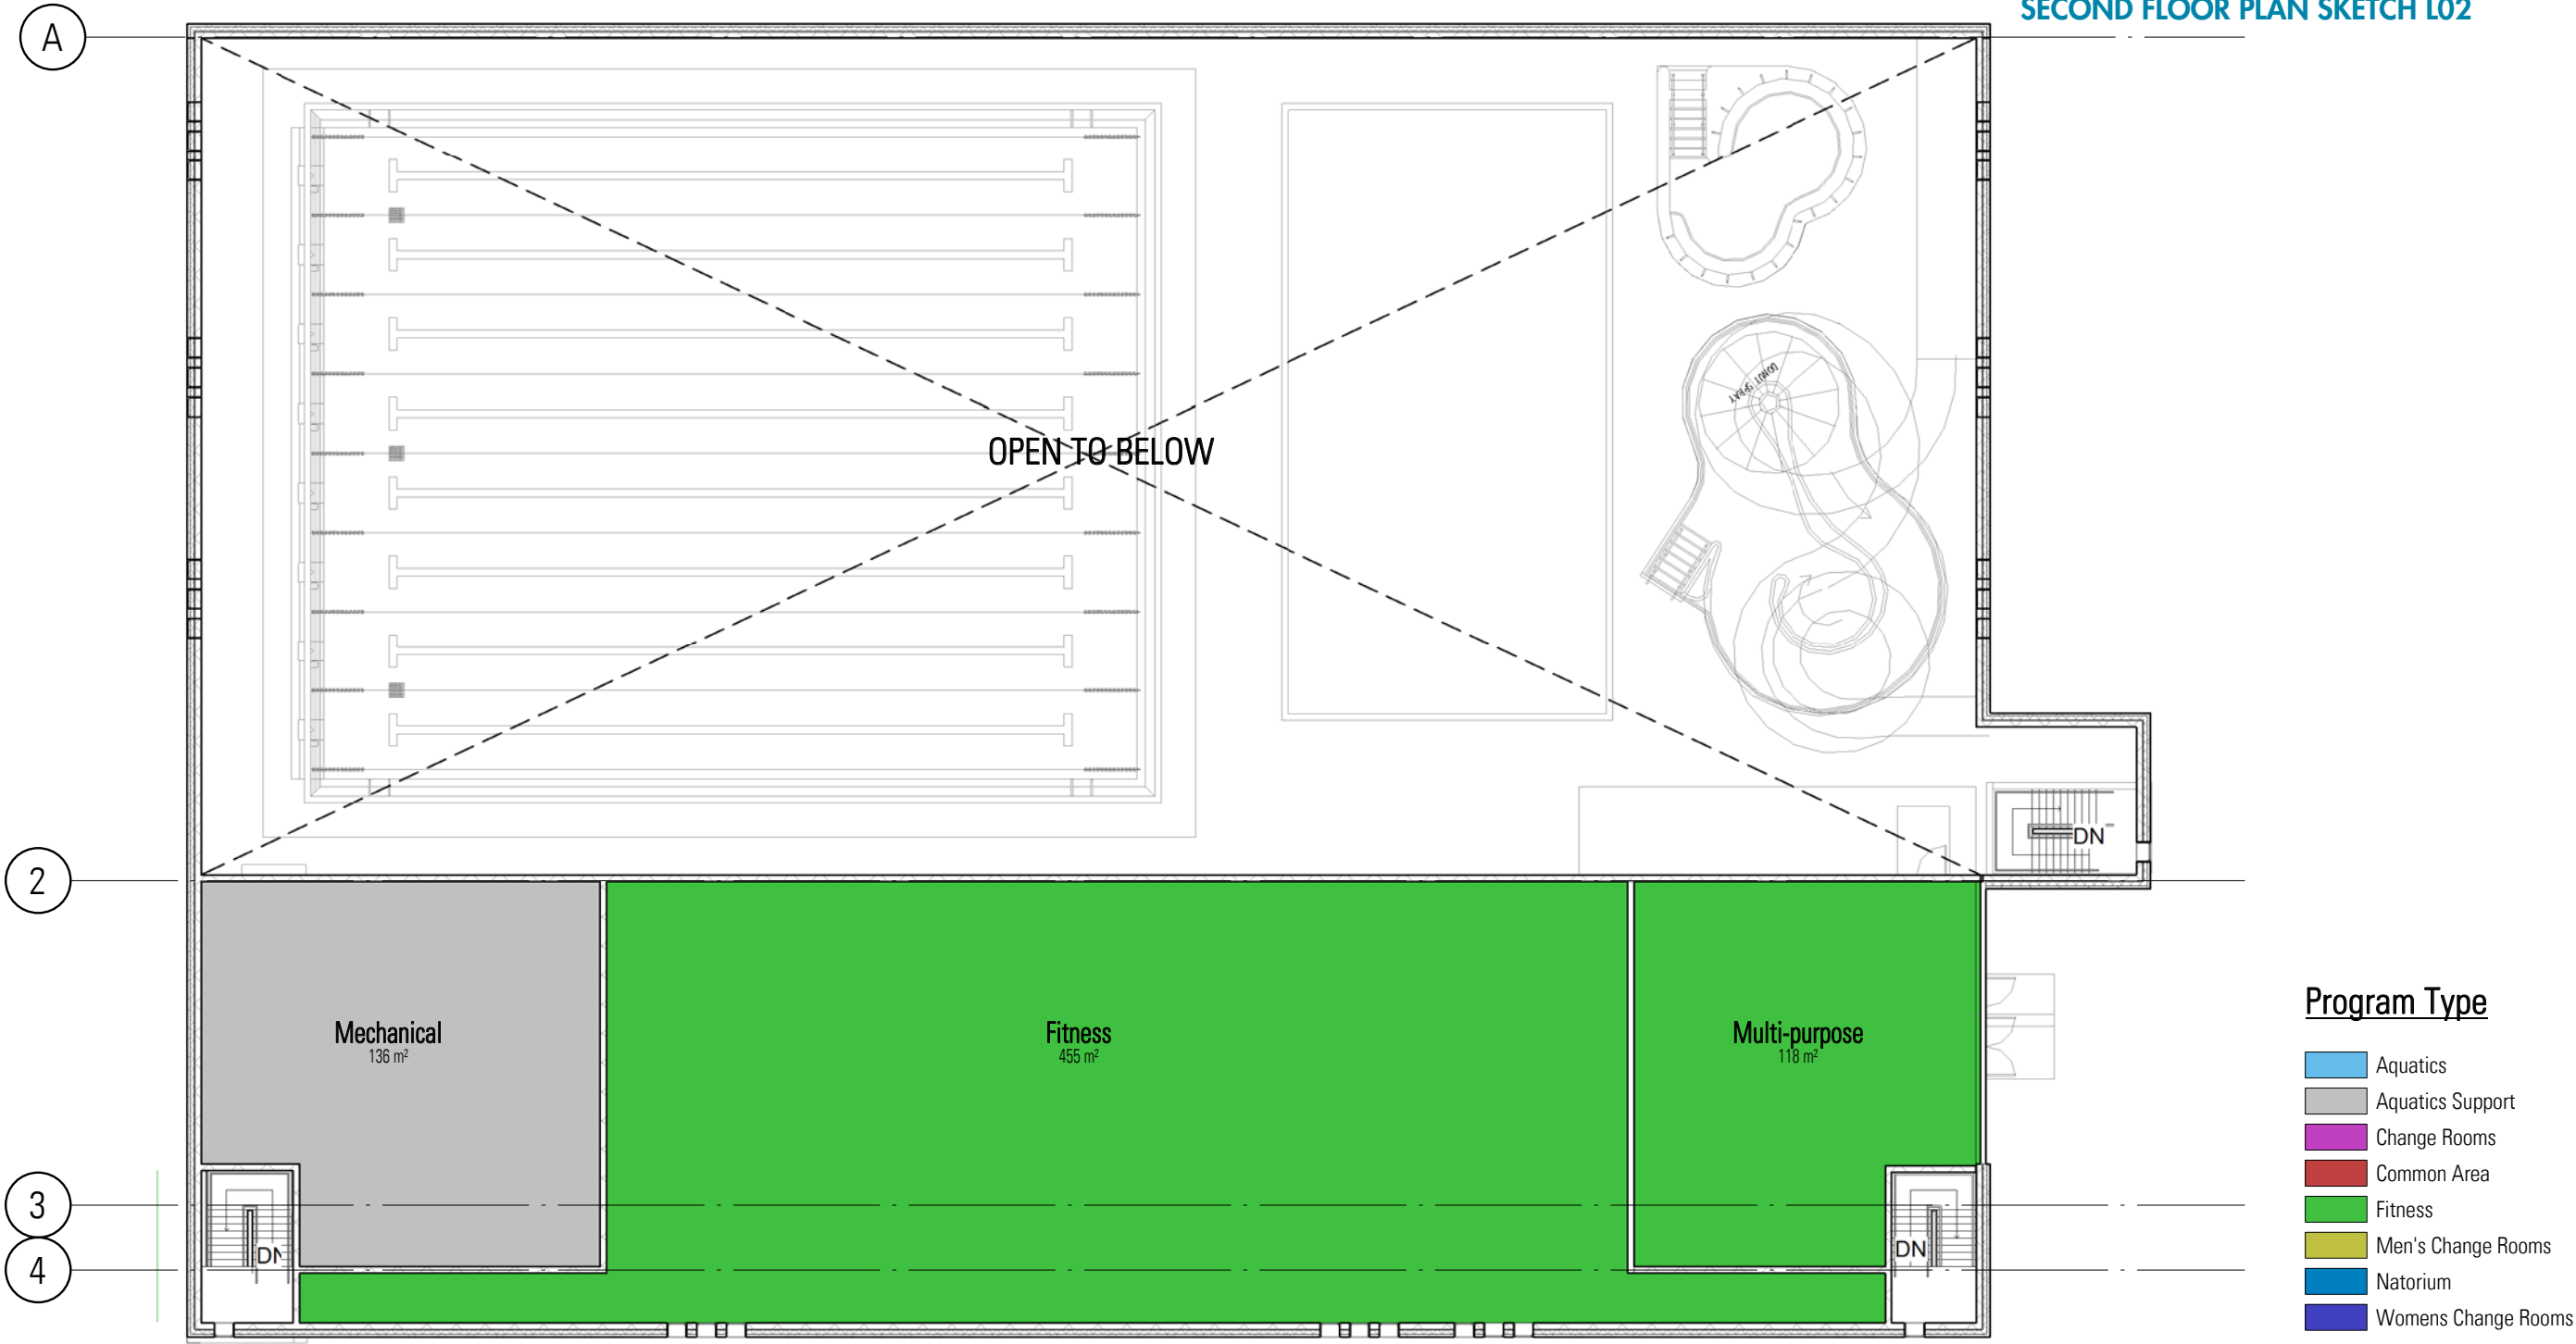 SECOND FLOOR PLAN SKETCH L02
A
DONUT SPRAY
OPEN TO BELOW
DN
2
Mechanical
136 m²
Fitness
455 m²
Multi-purpose
118 m²
3
4
DN
DN
Program Type
Aquatics
Aquatics Support
Change Rooms
Common Area
Fitness
Men's Change Rooms
Natorium
Womens Change Rooms